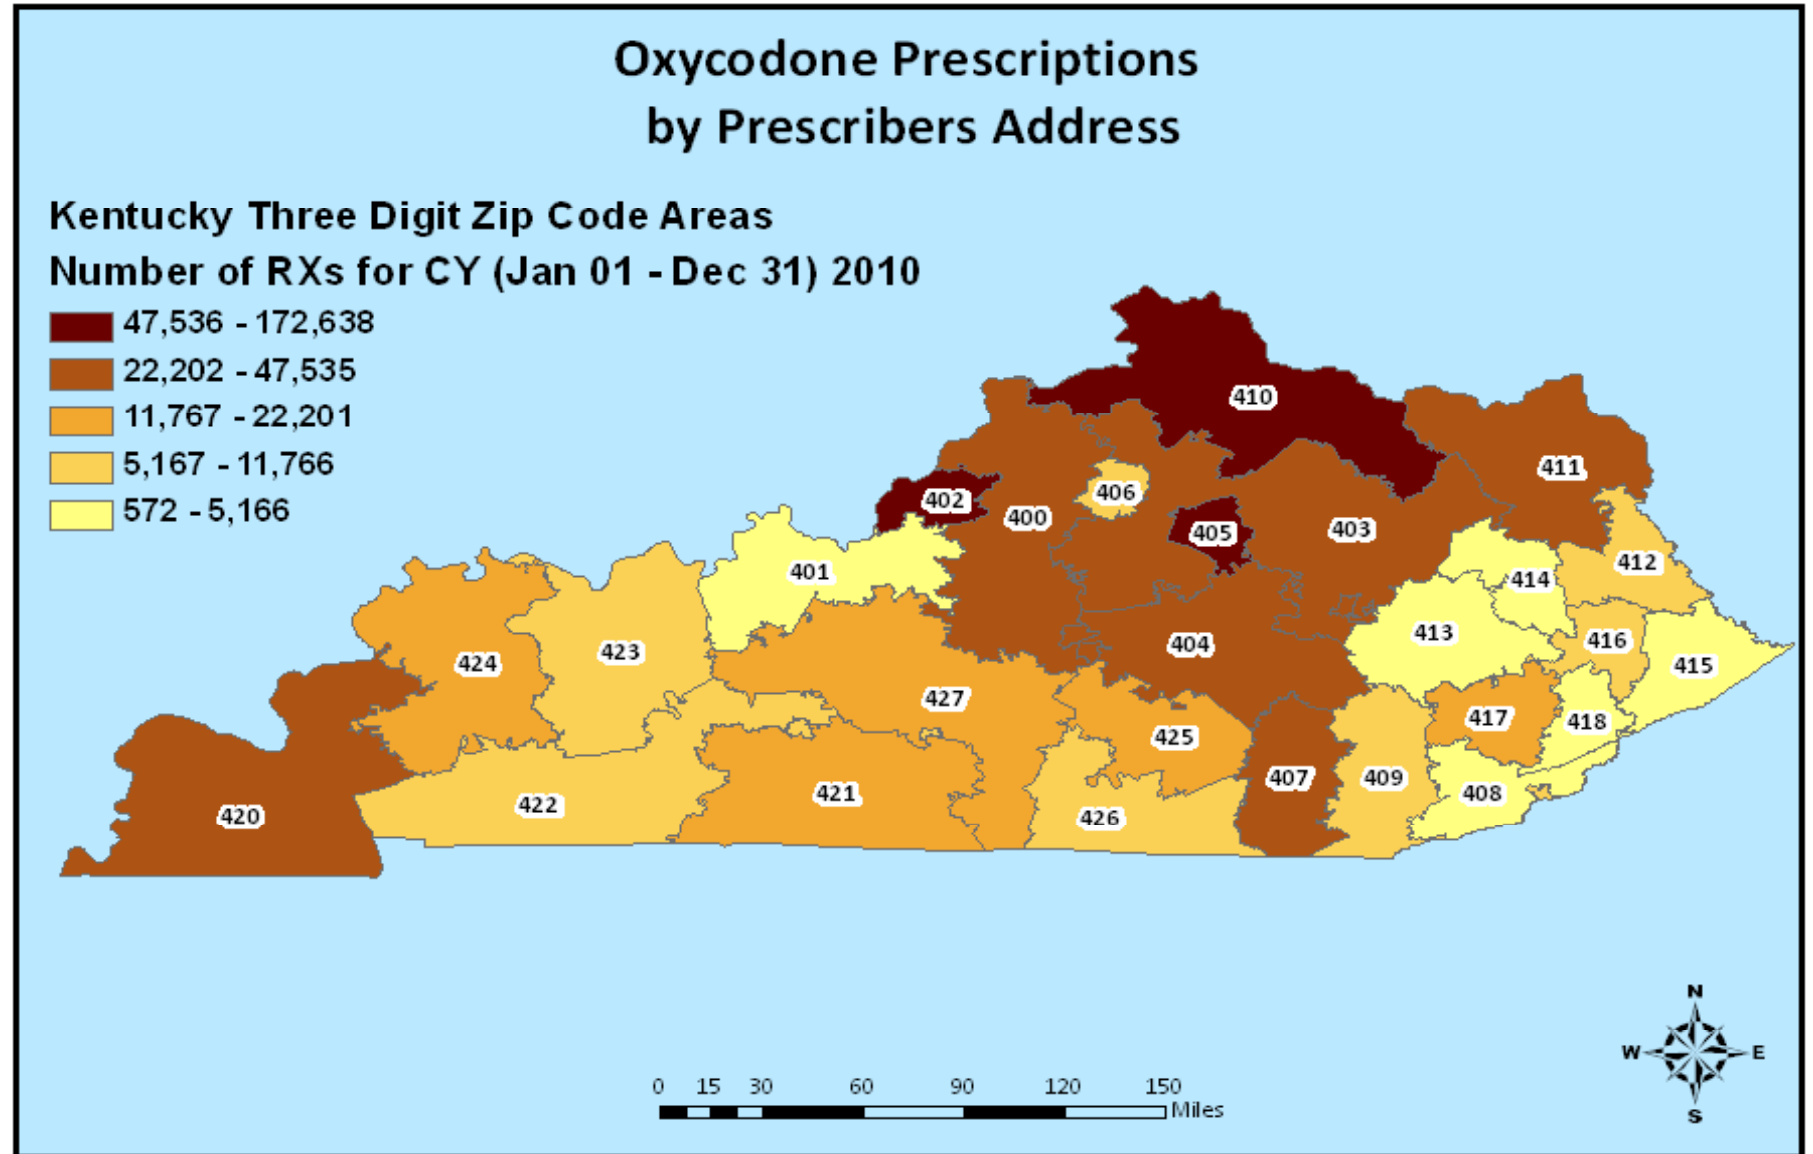 Oxycodone Prescriptions
by Prescribers Address
Kentucky Three Digit Zip Code Areas
Number of RXs for CY (Jan 01 - Dec 31) 2010
47,536 - 172,638
22,202 - 47,535
11,767 - 22,201
5,167 - 11,766
572 - 5,166
410
411
402
406
400
405
403
412
401
414
413
416
404
423
424
415
427
417
418
425
407
409
421
408
422
420
426
N
W E
S
0 15 30 60 90 120 150
Miles